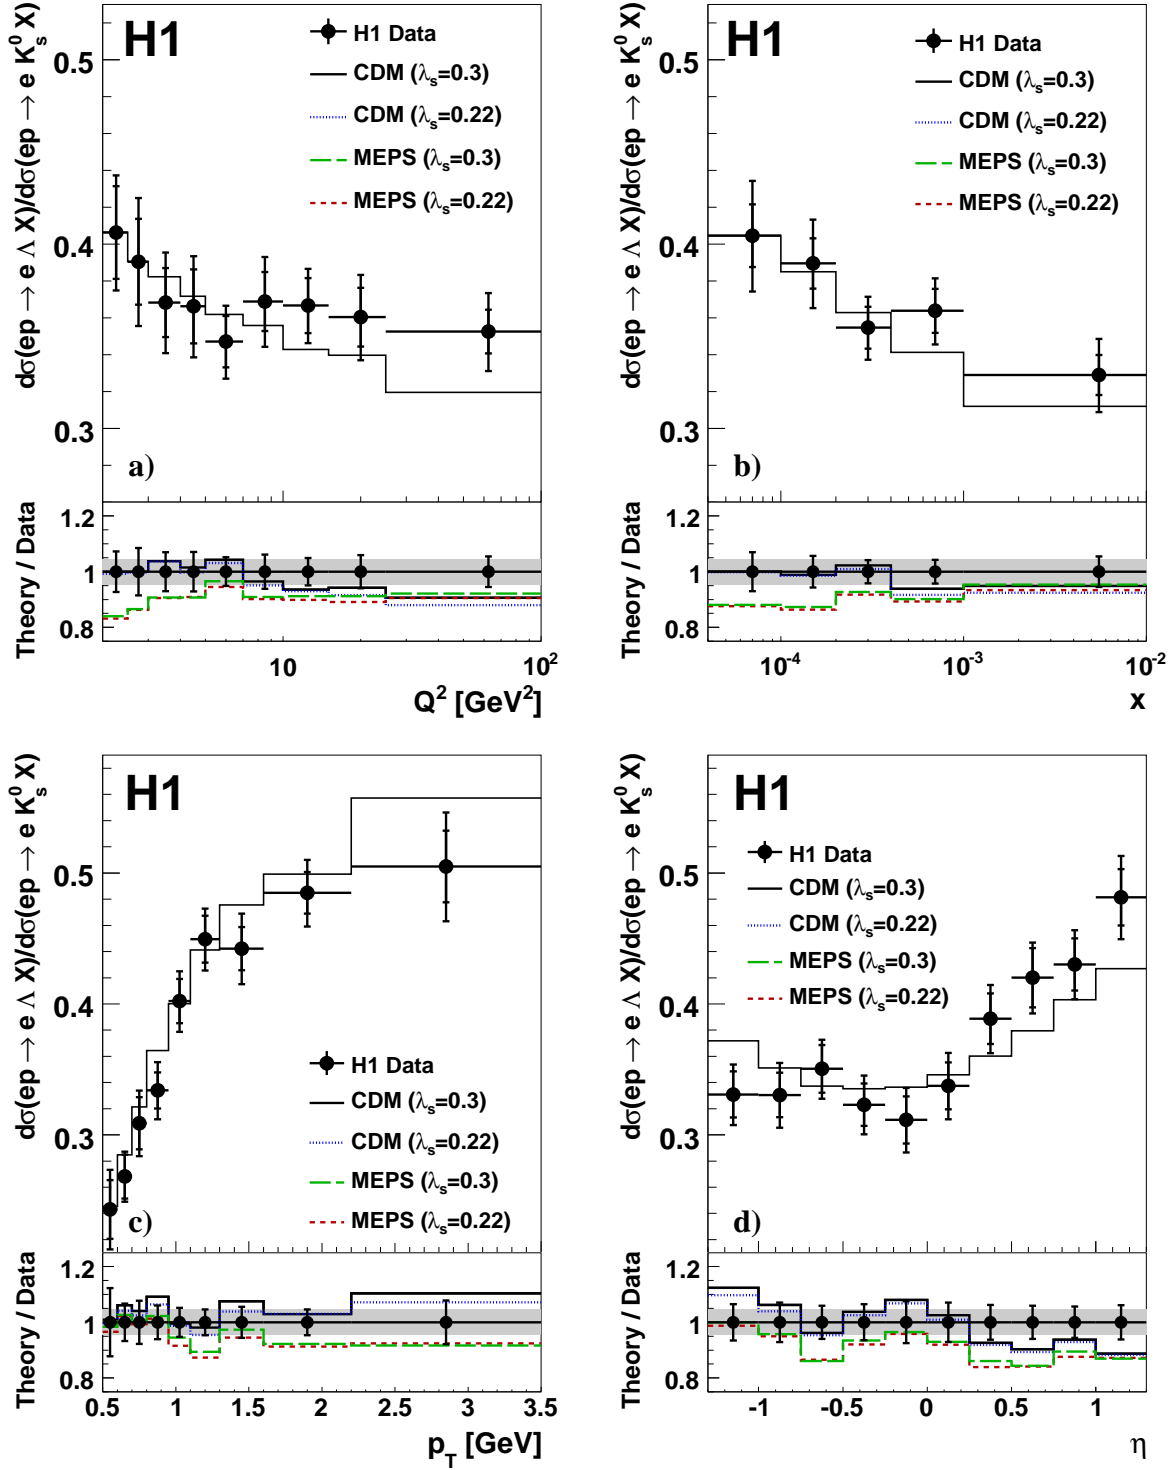 H1
H1 Data
CDM (λs=0.3)
CDM (λs=0.22)
MEPS (λs=0.3)
MEPS (λs=0.22)
dσ(ep → e Λ X)/dσ(ep → e K⁰s X)
0.5
0.4
0.3
a)
Theory / Data
1.2
1
0.8
10
10²
Q² [GeV²]
H1
H1 Data
CDM (λs=0.3)
CDM (λs=0.22)
MEPS (λs=0.3)
MEPS (λs=0.22)
dσ(ep → e Λ X)/dσ(ep → e K⁰s X)
0.5
0.4
0.3
b)
Theory / Data
1.2
1
0.8
10⁻⁴
10⁻³
10⁻²
x
H1
dσ(ep → e Λ X)/dσ(ep → e K⁰s X)
0.5
0.4
0.3
H1 Data
CDM (λs=0.3)
CDM (λs=0.22)
MEPS (λs=0.3)
MEPS (λs=0.22)
c)
Theory / Data
1.2
1
0.8
0.5 1 1.5 2 2.5 3 3.5
pT [GeV]
H1
H1 Data
CDM (λs=0.3)
CDM (λs=0.22)
MEPS (λs=0.3)
MEPS (λs=0.22)
dσ(ep → e Λ X)/dσ(ep → e K⁰s X)
0.5
0.4
0.3
d)
Theory / Data
1.2
1
0.8
-1 -0.5 0 0.5 1
η